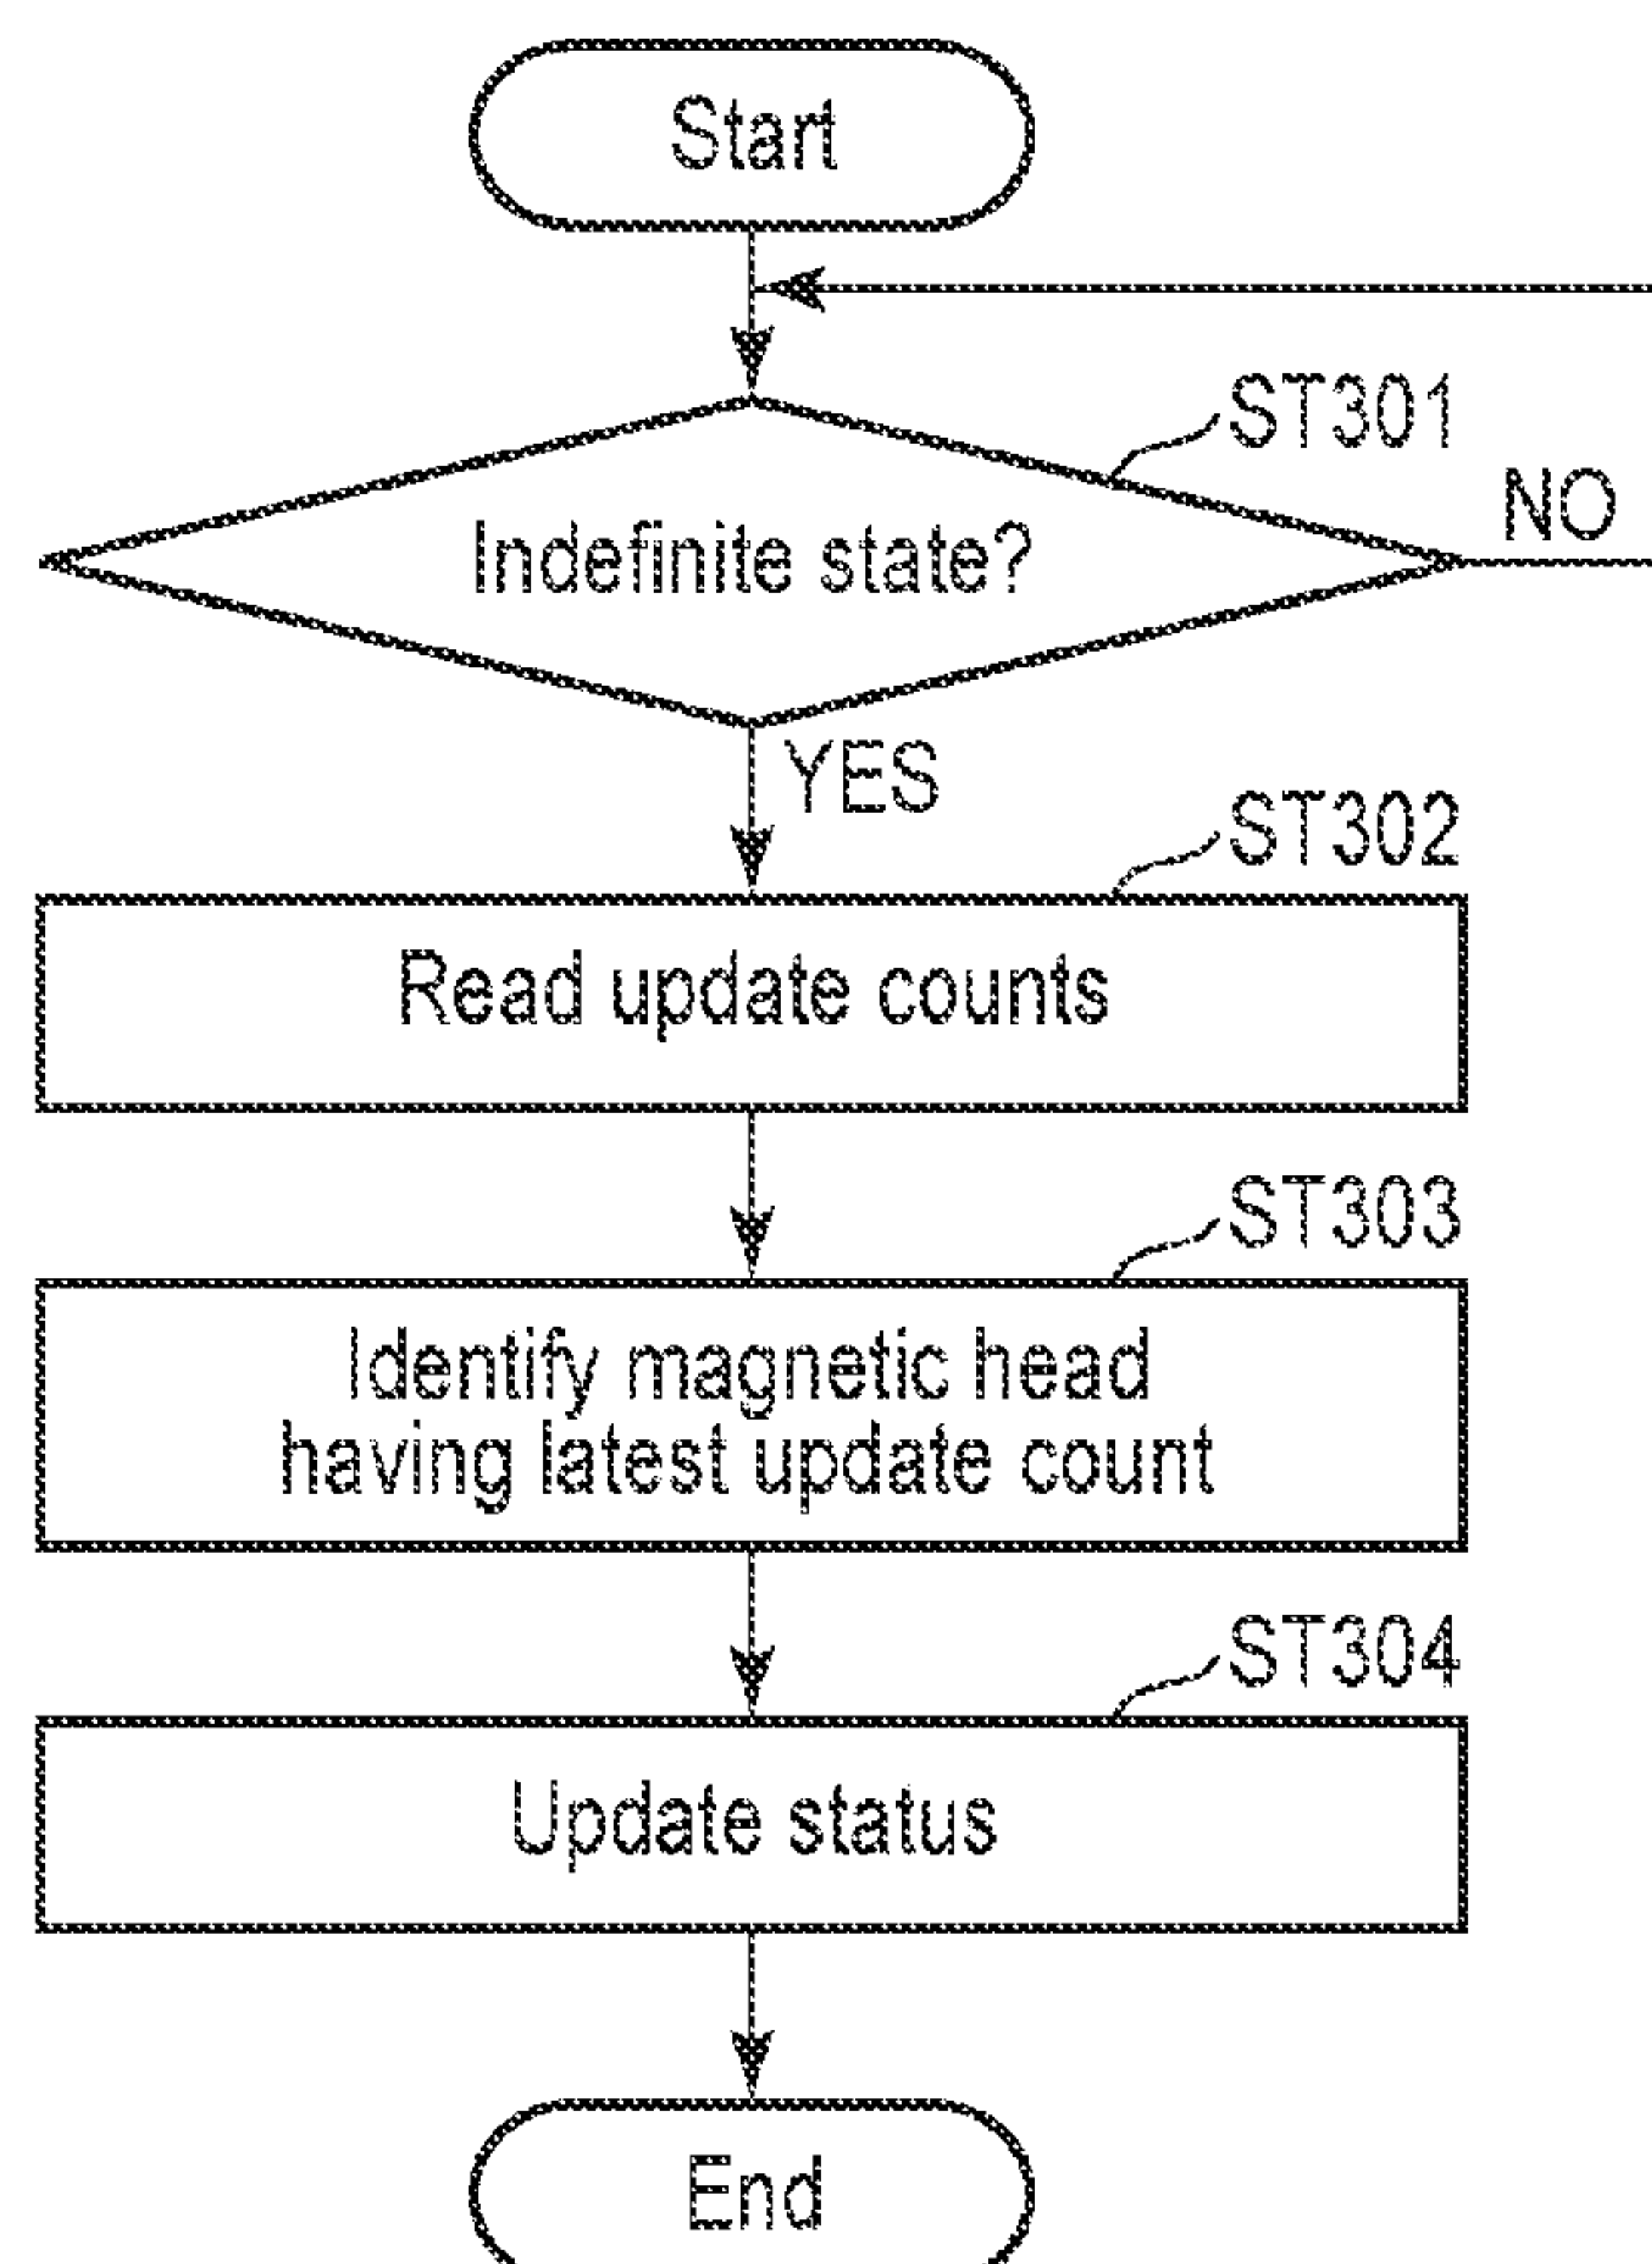 Start
ST301
Indefinite state?
NO
YES
ST302
Read update counts
ST303
Identify magnetic head
having latest update count
ST304
Update status
End